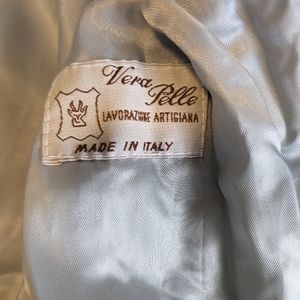 Vera
Pelle
LAVORAZIONE ARTIGIANA
MADE IN ITALY